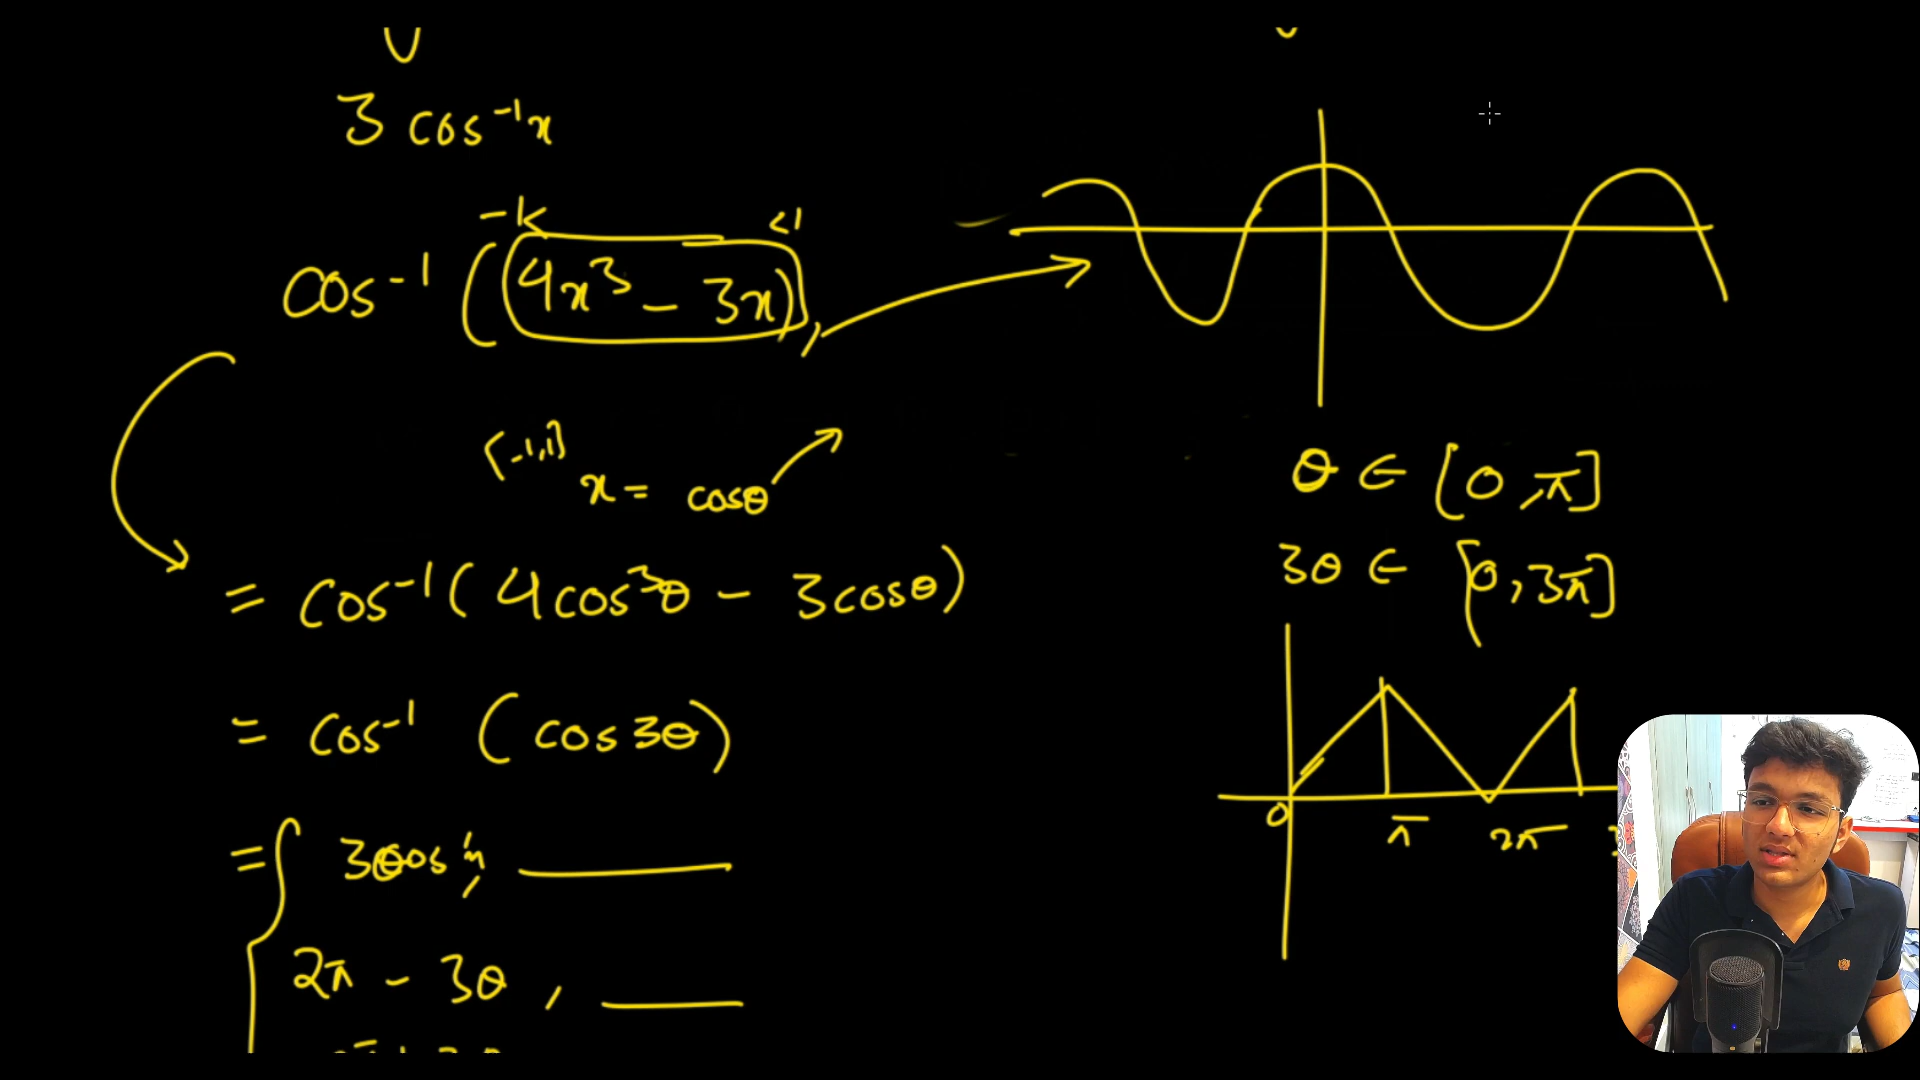 3 cos⁻¹x
-1< <1
cos⁻¹ (4x³ - 3x),
[-1,1]
x = cosθ
= cos⁻¹( 4cos³θ - 3cosθ)
= cos⁻¹ (cos3θ)
= {
2π - 3θ ,
θ ∈ [0,π]
3θ ∈ [0,3π]
0 π 2π